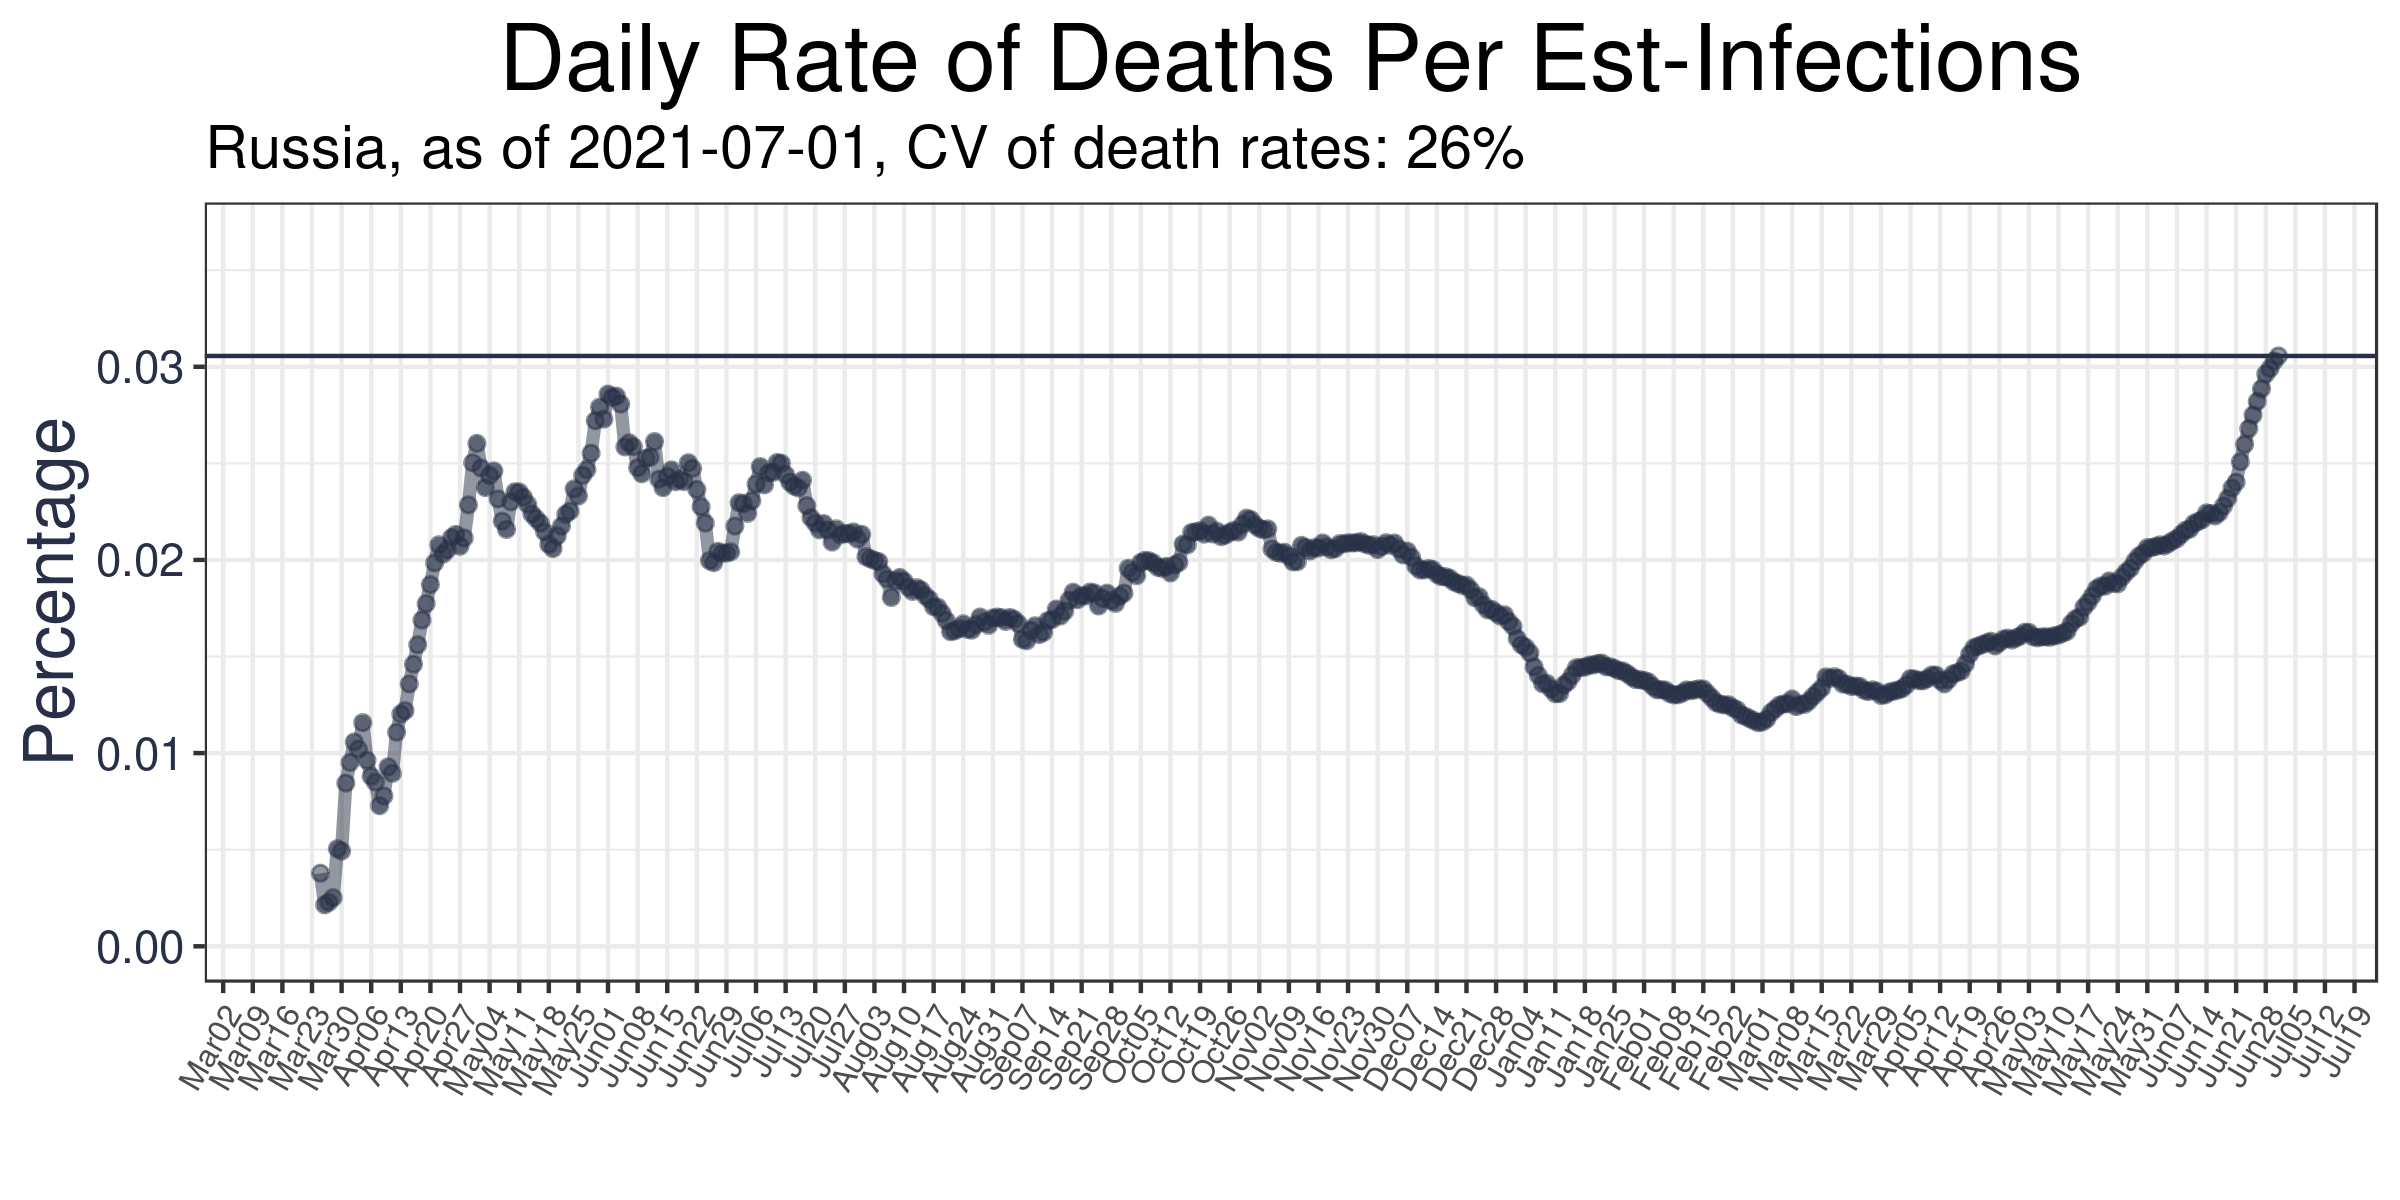 Daily Rate of Deaths Per Est-Infections
Russia, as of 2021-07-01, CV of death rates: 26%
Percentage
0.03
0.02
0.01
0.00
Mar02
Mar09
Mar16
Mar23
Mar30
Apr06
Apr13
Apr20
Apr27
May04
May11
May18
May25
Jun01
Jun08
Jun15
Jun22
Jun29
Jul06
Jul13
Jul20
Jul27
Aug03
Aug10
Aug17
Aug24
Aug31
Sep07
Sep14
Sep21
Sep28
Oct05
Oct12
Oct19
Oct26
Nov02
Nov09
Nov16
Nov23
Nov30
Dec07
Dec14
Dec21
Dec28
Jan04
Jan11
Jan18
Jan25
Feb01
Feb08
Feb15
Feb22
Mar01
Mar08
Mar15
Mar22
Mar29
Apr05
Apr12
Apr19
Apr26
May03
May10
May17
May24
May31
Jun07
Jun14
Jun21
Jun28
Jul05
Jul12
Jul19